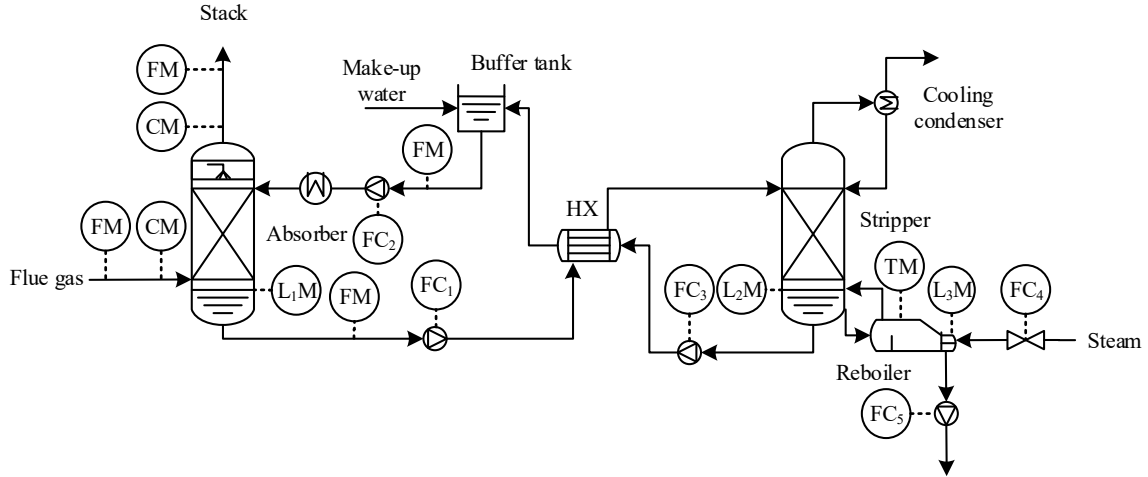 Stack
FM
CM
Make-up
water
Buffer tank
FM
Cooling
condenser
FM
CM
Absorber
FC2
HX
Stripper
Flue gas
L1M
FM
FC1
FC3
L2M
TM
L3M
FC4
Steam
Reboiler
FC5